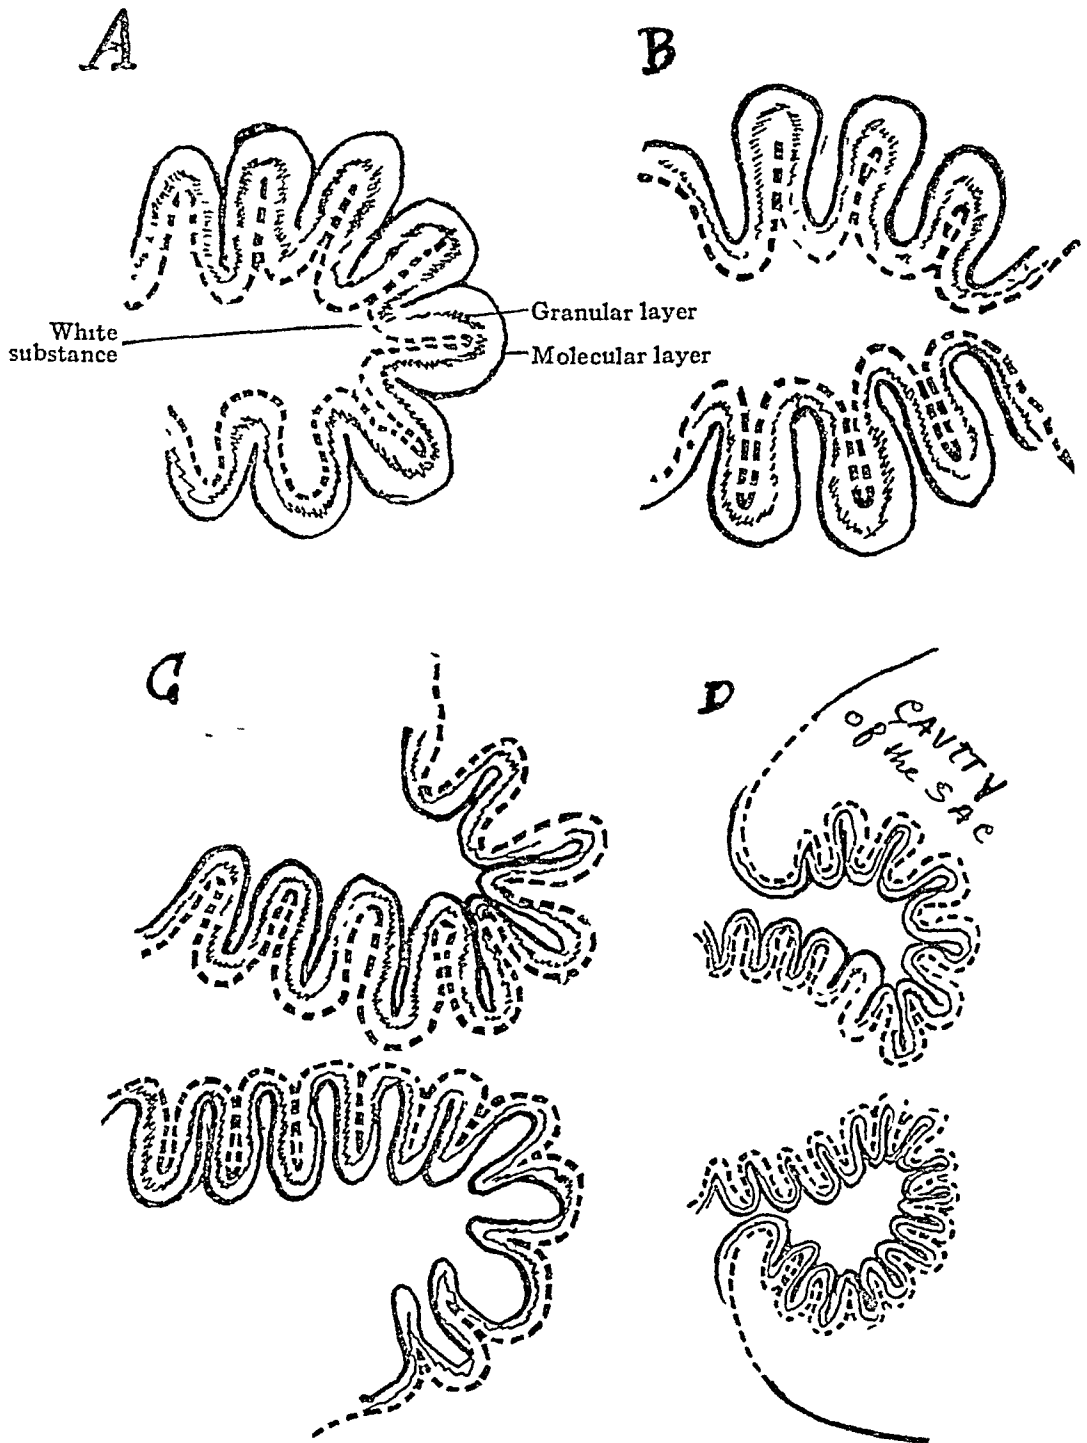 A
B
White
substance
Granular layer
Molecular layer
C
D
CAVITY
of the SAC